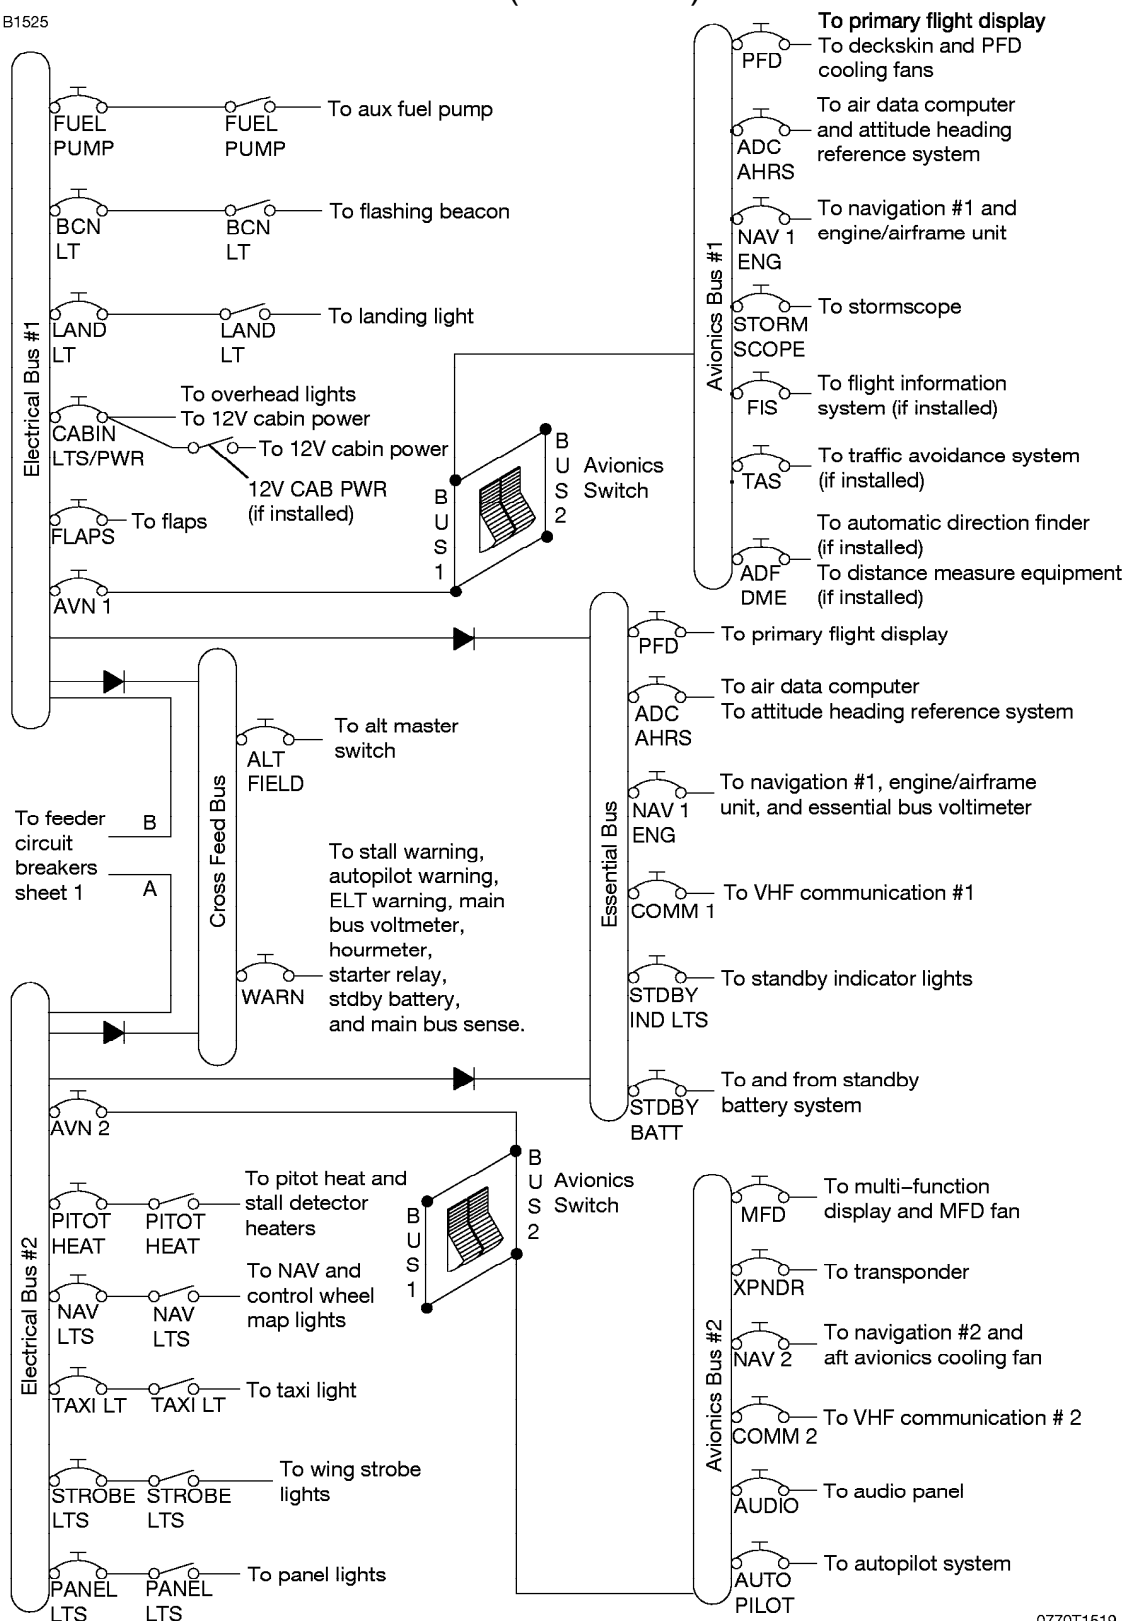 B1525
Electrical Bus #1
FUEL
PUMP
FUEL
PUMP
To aux fuel pump
BCN
LT
BCN
LT
To flashing beacon
LAND
LT
LAND
LT
To landing light
CABIN
LTS/PWR
To overhead lights
To 12V cabin power
To 12V cabin power
12V CAB PWR
(if installed)
FLAPS
To flaps
AVN 1
BUS 1
BUS 2
Avionics
Switch
Avionics Bus #1
PFD
To primary flight display
To deckskin and PFD
cooling fans
ADC
AHRS
To air data computer
and attitude heading
reference system
NAV 1
ENG
To navigation #1 and
engine/airframe unit
STORM
SCOPE
To stormscope
FIS
To flight information
system (if installed)
TAS
To traffic avoidance system
(if installed)
ADF
DME
To automatic direction finder
(if installed)
To distance measure equipment
(if installed)
To feeder
circuit
breakers
sheet 1
B
A
Cross Feed Bus
ALT
FIELD
To alt master
switch
WARN
To stall warning,
autopilot warning,
ELT warning, main
bus voltmeter,
hourmeter,
starter relay,
stdby battery,
and main bus sense.
Essential Bus
PFD
To primary flight display
ADC
AHRS
To air data computer
To attitude heading reference system
NAV 1
ENG
To navigation #1, engine/airframe
unit, and essential bus voltimeter
COMM 1
To VHF communication #1
STDBY
IND LTS
To standby indicator lights
STDBY
BATT
To and from standby
battery system
Electrical Bus #2
AVN 2
PITOT
HEAT
PITOT
HEAT
To pitot heat and
stall detector
heaters
NAV
LTS
NAV
LTS
To NAV and
control wheel
map lights
TAXI LT
TAXI LT
To taxi light
STROBE
LTS
STROBE
LTS
To wing strobe
lights
PANEL
LTS
PANEL
LTS
To panel lights
BUS 1
BUS 2
Avionics
Switch
Avionics Bus #2
MFD
To multi–function
display and MFD fan
XPNDR
To transponder
NAV 2
To navigation #2 and
aft avionics cooling fan
COMM 2
To VHF communication # 2
AUDIO
To audio panel
AUTO
PILOT
To autopilot system
0770T1519